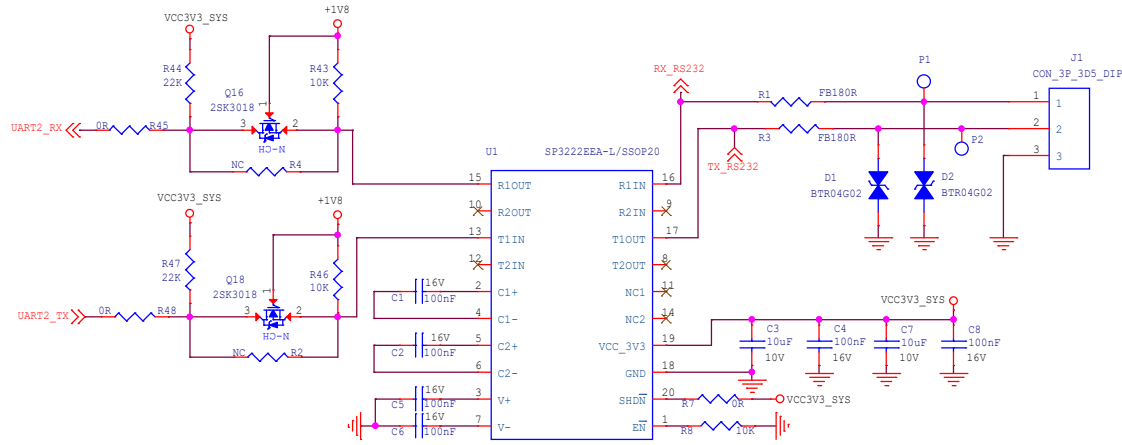 VCC3V3_SYS
+1V8
R44
22K
R43
10K
Q16
2SK3018
1
3
2
N-CH
UART2_RX
0R
R45
NC
R4
VCC3V3_SYS
+1V8
R47
22K
R46
10K
Q18
2SK3018
1
3
2
N-CH
UART2_TX
0R
R48
NC
R2
U1
SP3222EEA-L/SSOP20
15
R1OUT
R1IN
16
10
R2OUT
R2IN
9
13
T1IN
T1OUT
17
12
T2IN
T2OUT
8
2
C1+
NC1
11
4
C1-
NC2
14
5
C2+
VCC_3V3
19
6
C2-
GND
18
3
V+
SHDN
20
7
V-
EN
1
C1
16V
100nF
C2
16V
100nF
C5
16V
100nF
C6
16V
100nF
RX_RS232
TX_RS232
R1
FB180R
R3
FB180R
P1
P2
D1
BTR04G02
D2
BTR04G02
J1
CON_3P_3D5_DIP
1
1
2
2
3
3
VCC3V3_SYS
C3
10uF
10V
C4
100nF
16V
C7
10uF
10V
C8
100nF
16V
R7
0R
VCC3V3_SYS
R8
10K